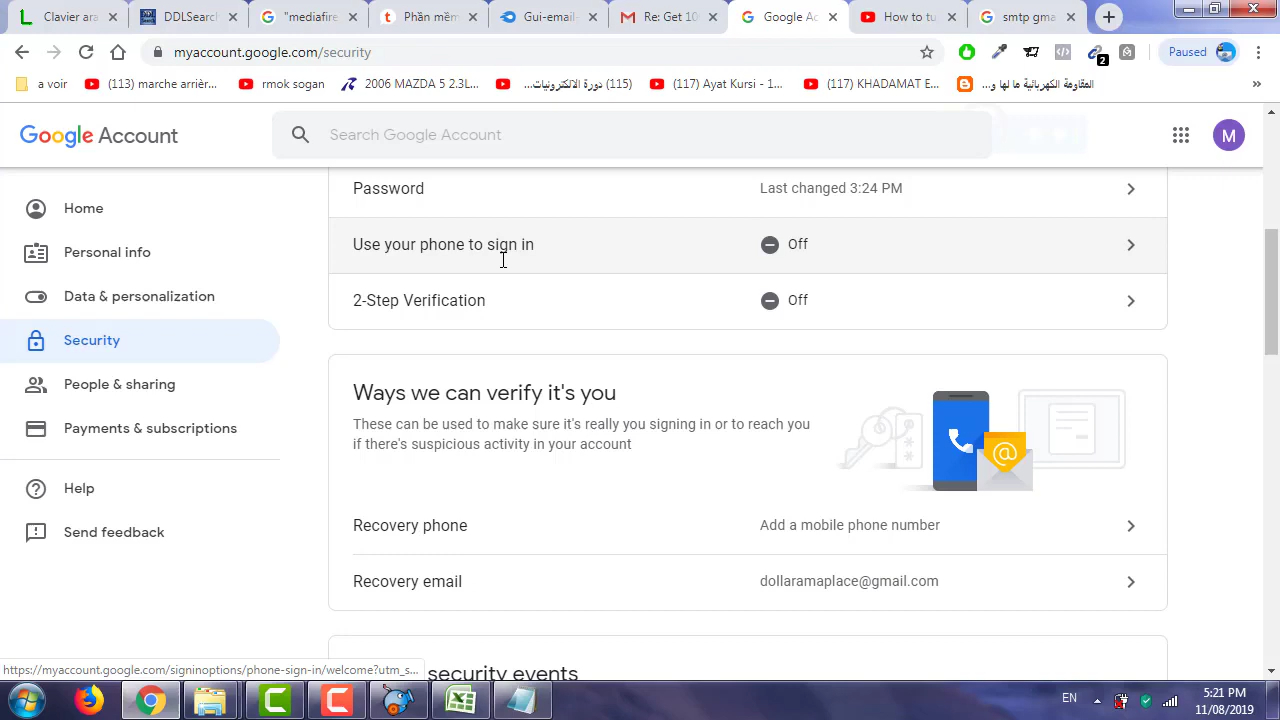 Clavier ara
DDLSearch
"mediafire
Phần mềm
Gui-email-
Re: Get 10
Google Ac
How to tu
smtp gma
myaccount.google.com/security
2
Paused
a voir
(113) marche arrièr...
rmok sogan
2006 MAZDA 5 2.3L...
(115) دورة الالكترونيات...
(117) Ayat Kursi - 1...
(117) KHADAMAT E...
المقاومة الكهربائية ما لها و...
»
Google Account
Search Google Account
M
Password
Last changed 3:24 PM
Home
Use your phone to sign in
Off
Personal info
Data & personalization
2-Step Verification
Off
Security
People & sharing
Payments & subscriptions
Help
Send feedback
Ways we can verify it's you
These can be used to make sure it's really you signing in or to reach you
if there's suspicious activity in your account
Recovery phone
Add a mobile phone number
Recovery email
dollaramaplace@gmail.com
security events
https://myaccount.google.com/signinoptions/phone-sign-in/welcome?utm_s...
EN
5:21 PM
11/08/2019